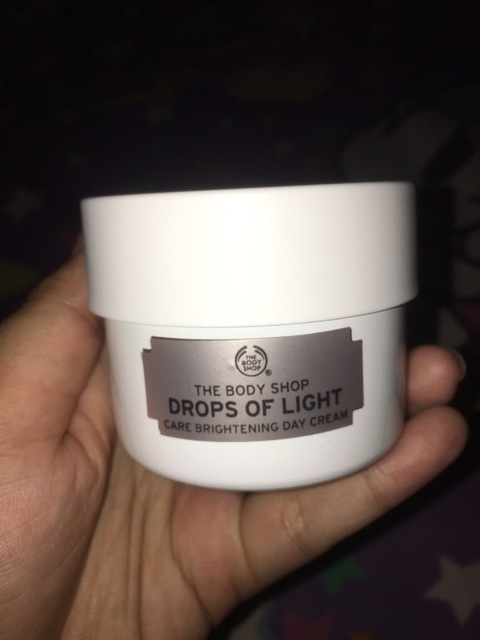 THE
BODY
SHOP
®
THE BODY SHOP
DROPS OF LIGHT
CARE BRIGHTENING DAY CREAM